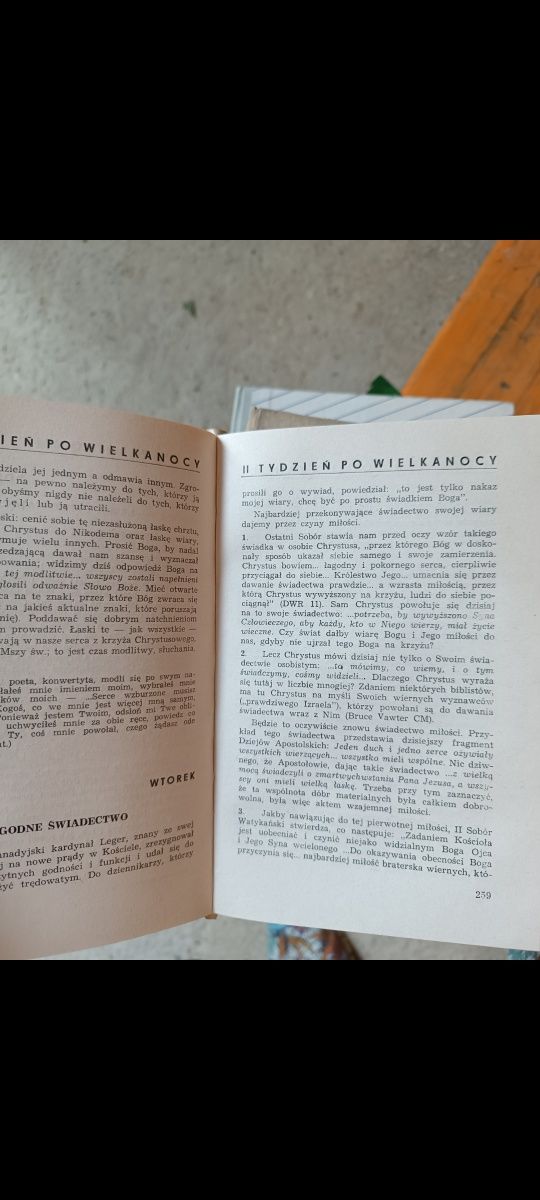 IEŃ PO WIELKANOCY
dziela jej jednym a odmawia innym. Zgro-
— na pewno należymy do tych, którzy ją
obyśmy nigdy nie należeli do tych, którzy
jęli lub ją utracili.
ski: cenić sobie tę niezasłużoną łaskę chrztu,
Chrystus do Nikodema oraz łaskę wiary,
ymuje wielu innych. Prosić Boga, by nadal
edzającą dawał nam szansę i wyznaczał
powania; widzimy dziś odpowiedź Boga na
tej modlitwie... wszyscy zostali napełnieni
głosili odważnie Słowo Boże. Mieć otwarte
ca na te znaki, przez które Bóg zwraca się
na jakieś aktualne znaki, które poruszają
nię). Poddawać się dobrym natchnieniom
m prowadzić. Łaski te — jak wszystkie —
wają w nasze serca z krzyża Chrystusowego.
Mszy św.; to jest czas modlitwy, słuchania,
poeta, konwertyta, modli się po swym na-
łałeś mnie imieniem moim, wybrałeś mnie
ków moich — ...Serce wzburzone musisz
Kogoś, co we mnie jest więcej mną samym,
Ponieważ jestem Twoim, odsłoń mi Twe obli-
uchwyciłeś mnie za obie ręce, powiedz co
Ty, coś mnie powołał, czego żądasz ode
at.)
WTOREK
GODNE ŚWIADECTWO
anadyjski kardynał Leger, znany ze swej
j na nowe prądy w Kościele, zrezygnował
ytnych godności i funkcji i udał się do
żyć trędowatym. Do dziennikarzy, którzy
II TYDZIEŃ PO WIELKANOCY
prosili go o wywiad, powiedział: „to jest tylko nakaz
mojej wiary, chcę być po prostu świadkiem Boga".
Najbardziej przekonywające świadectwo swojej wiary
dajemy przez czyny miłości.
1. Ostatni Sobór stawia nam przed oczy wzór takiego
świadka w osobie Chrystusa, „przez którego Bóg w dosko-
nały sposób ukazał siebie samego i swoje zamierzenia.
Chrystus bowiem... łagodny i pokornego serca, cierpliwie
przyciągał do siebie... Królestwo Jego... umacnia się przez
dawanie świadectwa prawdzie... a wzrasta miłością, przez
którą Chrystus wywyższony na krzyżu, ludzi do siebie po-
ciągnął" (DWR 11). Sam Chrystus powołuje się dzisiaj
na to swoje świadectwo: ...potrzeba, by wywyższono Syna
Człowieczego, aby każdy, kto w Niego wierzy, miał życie
wieczne. Czy świat dałby wiarę Bogu i Jego miłości do
nas, gdyby nie ujrzał tego Boga na krzyżu?
2. Lecz Chrystus mówi dzisiaj nie tylko o Swoim świa-
dectwie osobistym: ...to mówimy, co wiemy, i o tym
świadczymy, cośmy widzieli... Dlaczego Chrystus wyraża
się tutaj w liczbie mnogiej? Zdaniem niektórych biblistów,
ma tu Chrystus na myśli Swoich wiernych wyznawców
(„prawdziwego Izraela"), którzy powołani są do dawania
świadectwa wraz z Nim (Bruce Vawter CM).
Będzie to oczywiście znowu świadectwo miłości. Przy-
kład tego świadectwa przedstawia dzisiejszy fragment
Dziejów Apostolskich: Jeden duch i jedno serce ożywiały
wszystkich wierzących... wszystko mieli wspólne. Nic dziw-
nego, że Apostołowie, dając takie świadectwo ...z wielką
mocą świadczyli o zmartwychwstaniu Pana Jezusa, a wszy-
scy oni mieli wielką łaskę. Trzeba przy tym zaznaczyć,
że ta wspólnota dóbr materialnych była całkiem dobro-
wolna, była więc aktem wzajemnej miłości.
3. Jakby nawiązując do tej pierwotnej miłości, II Sobór
Watykański stwierdza, co następuje: „Zadaniem Kościoła
jest uobecniać i czynić niejako widzialnym Boga Ojca
i Jego Syna wcielonego ...Do okazywania obecności Boga
przyczynia się... najbardziej miłość braterska wiernych, któ-
259